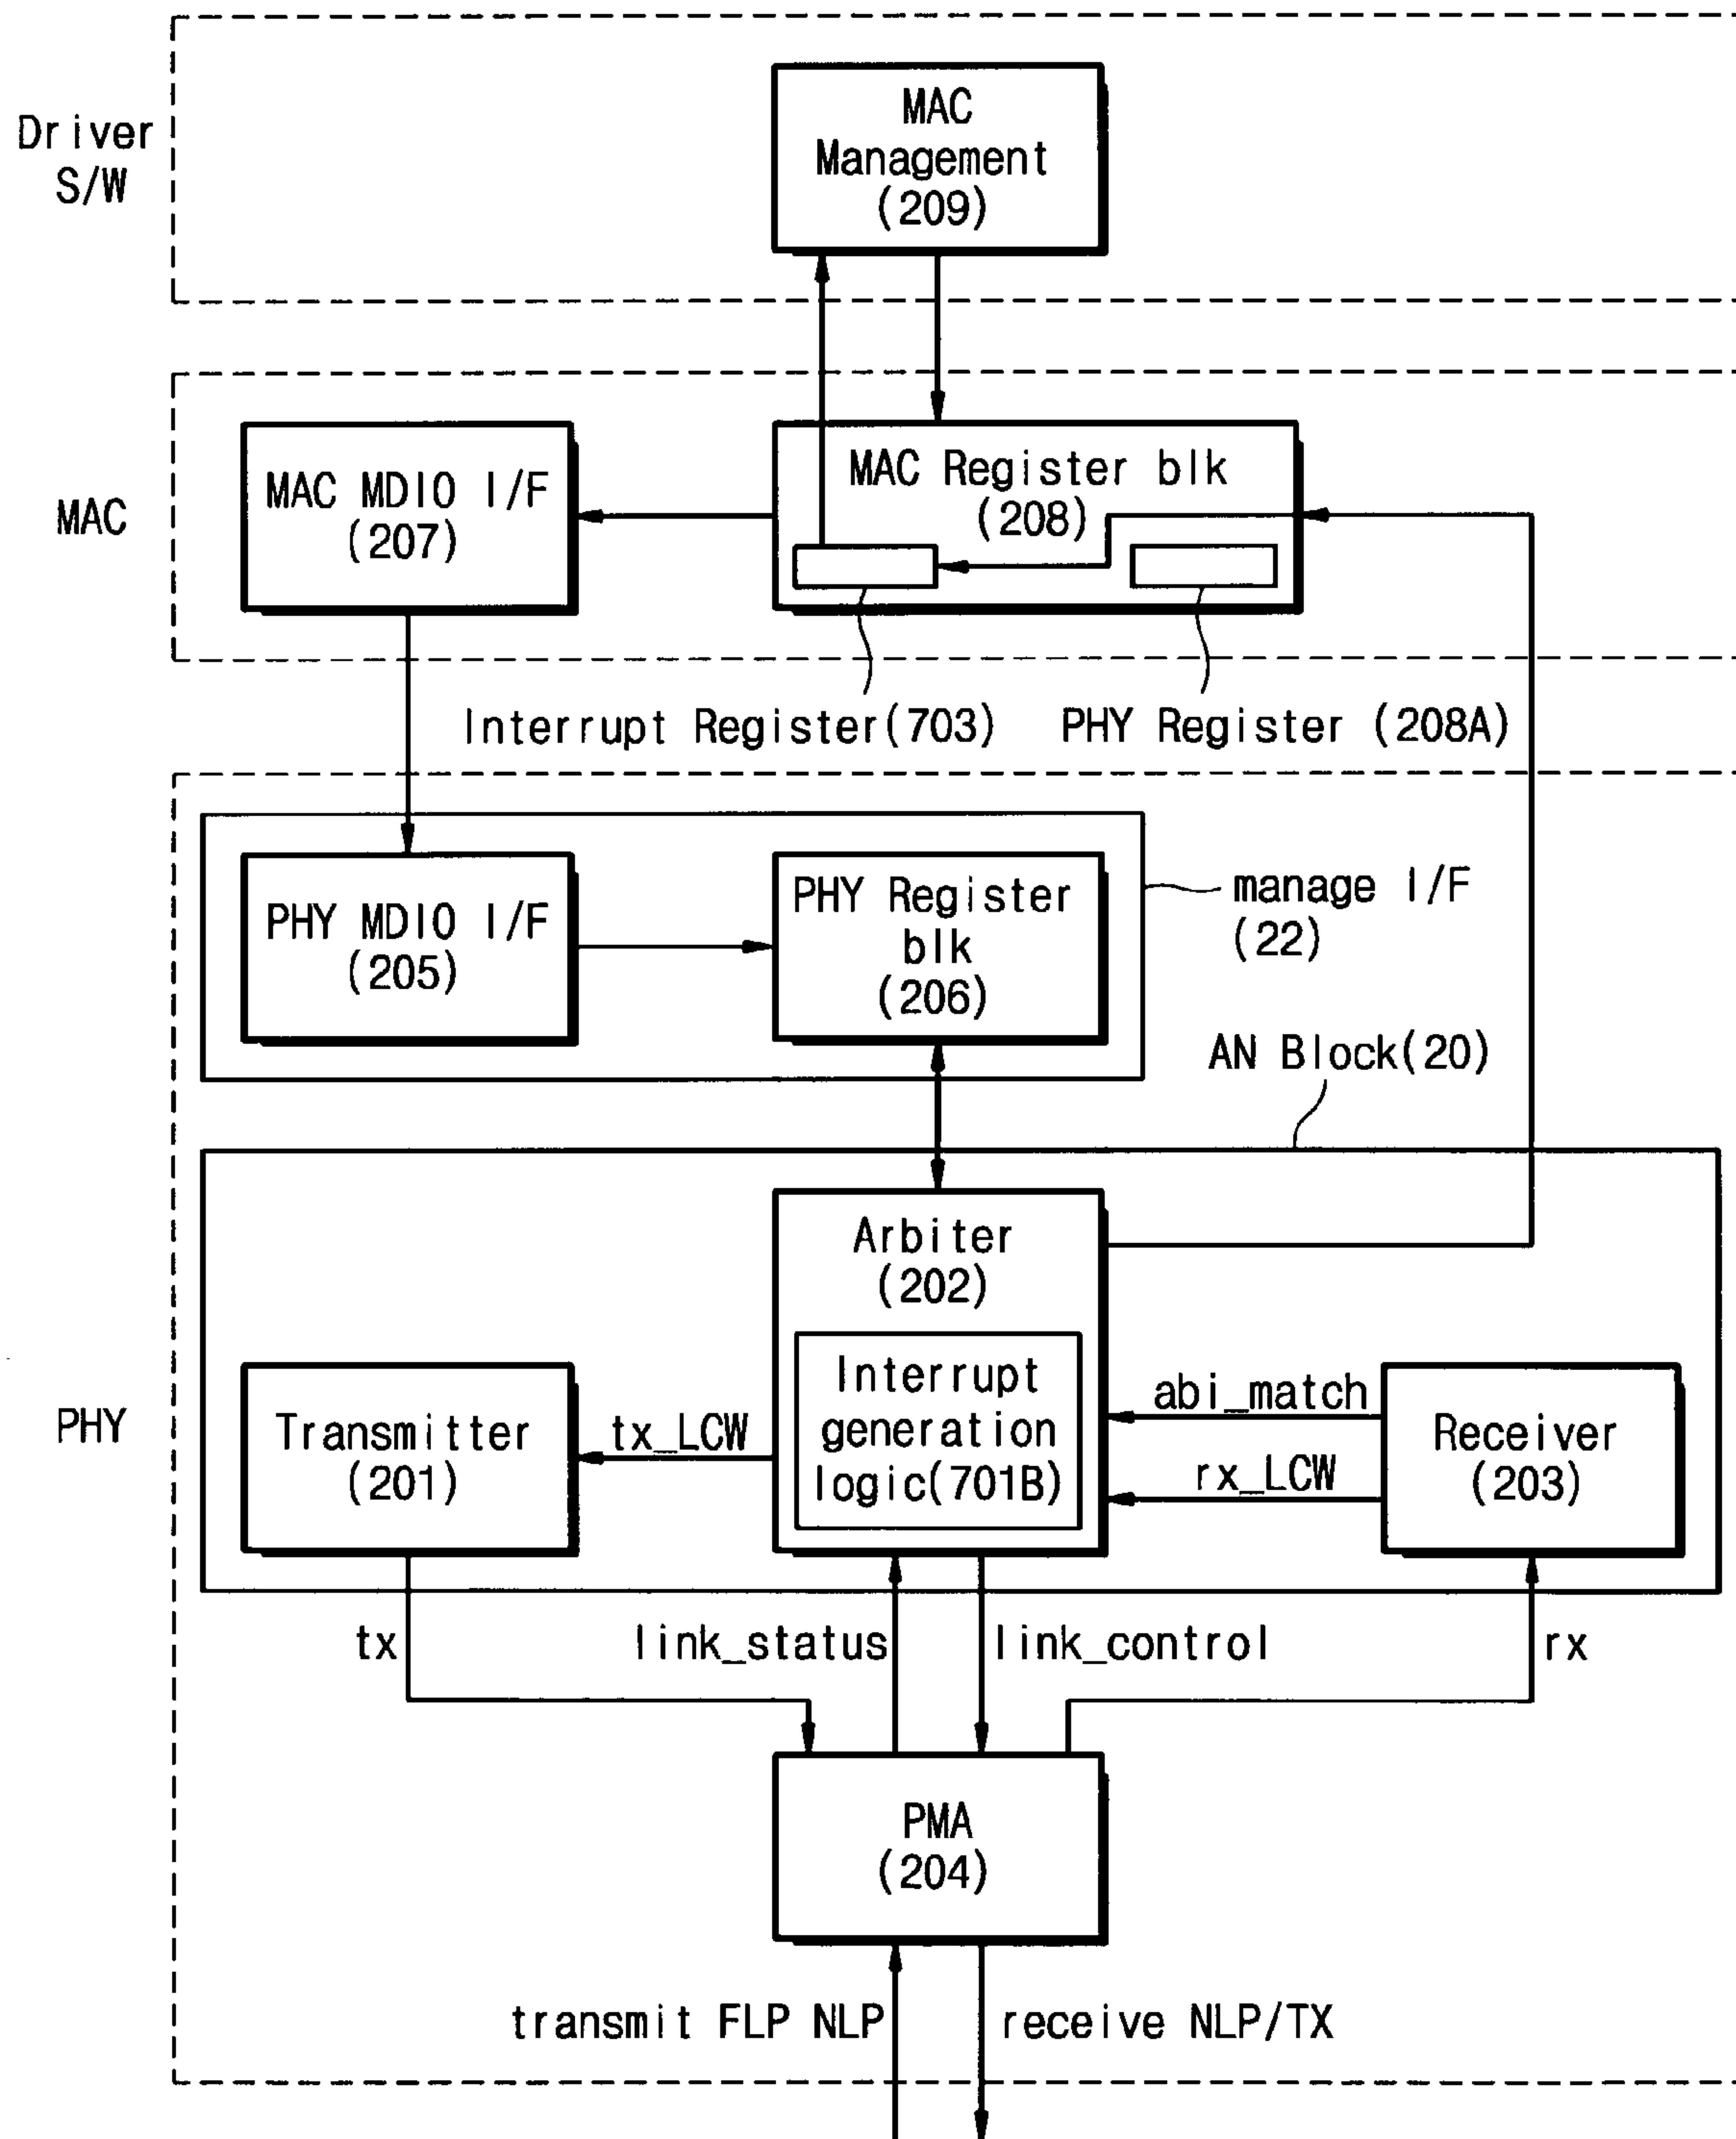 Driver
S/W
MAC
Management
(209)
MAC
MAC MDIO I/F
(207)
MAC Register blk
(208)
Interrupt Register(703)
PHY Register (208A)
PHY MDIO I/F
(205)
PHY Register
blk
(206)
manage I/F
(22)
AN Block(20)
PHY
Arbiter
(202)
Interrupt
generation
logic(701B)
Transmitter
(201)
tx_LCW
abi_match
rx_LCW
Receiver
(203)
tx
link_status
link_control
rx
PMA
(204)
transmit FLP NLP
receive NLP/TX